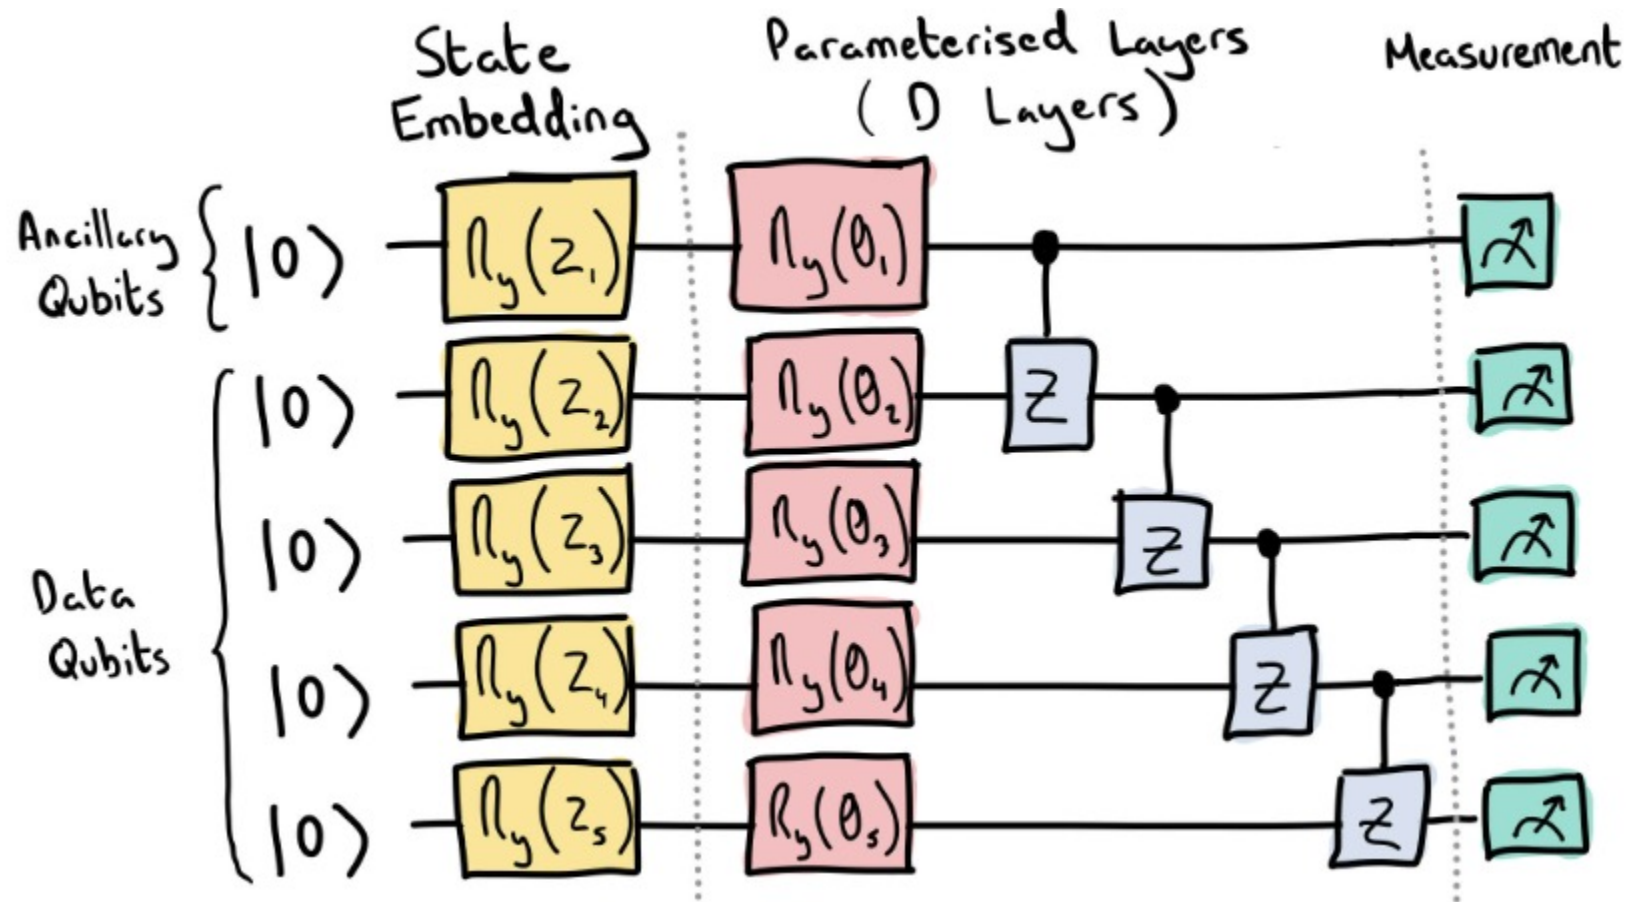 State
Embedding
Parameterised Layers
( D Layers )
Measurement
Ancillary
Qubits
|0⟩ Ry(Z1) Ry(θ1)
|0⟩ Ry(Z2) Ry(θ2) Z
|0⟩ Ry(Z3) Ry(θ3) Z
Data
Qubits
|0⟩ Ry(Z4) Ry(θ4) Z
|0⟩ Ry(Z5) Ry(θ5) Z